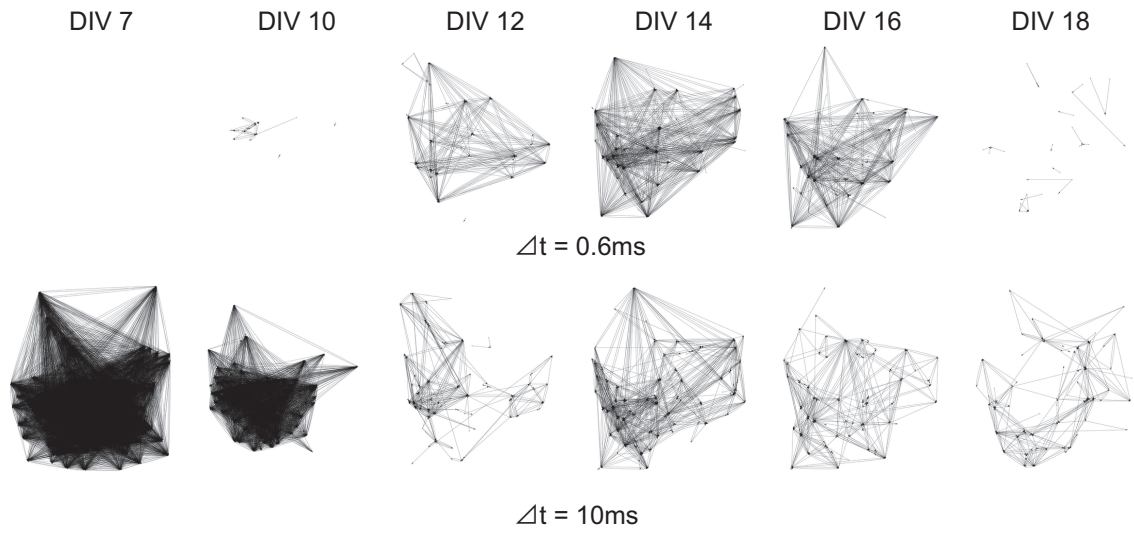 DIV 7 DIV 10 DIV 12 DIV 14 DIV 16 DIV 18
⊿t = 0.6ms
⊿t = 10ms